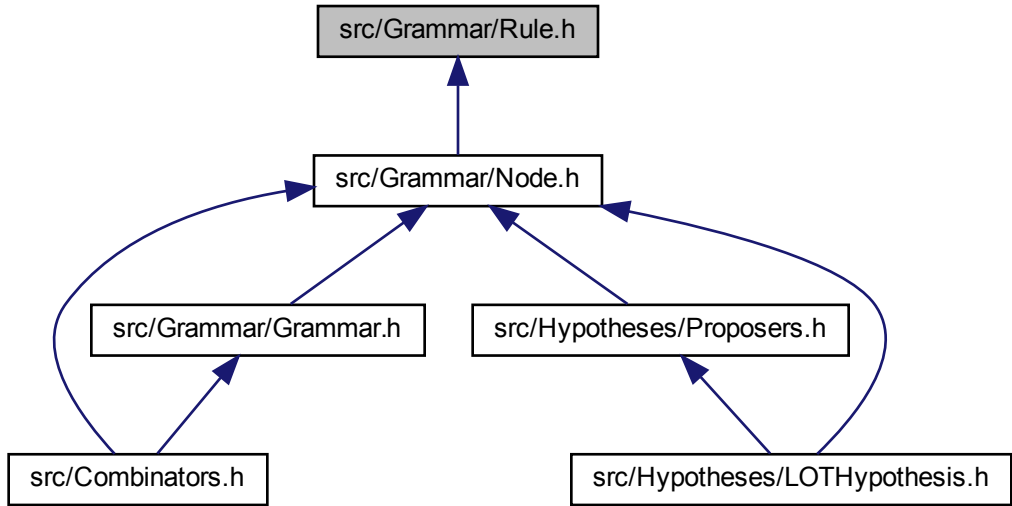 src/Grammar/Rule.h
src/Grammar/Node.h
src/Grammar/Grammar.h
src/Hypotheses/Proposers.h
src/Combinators.h
src/Hypotheses/LOTHypothesis.h